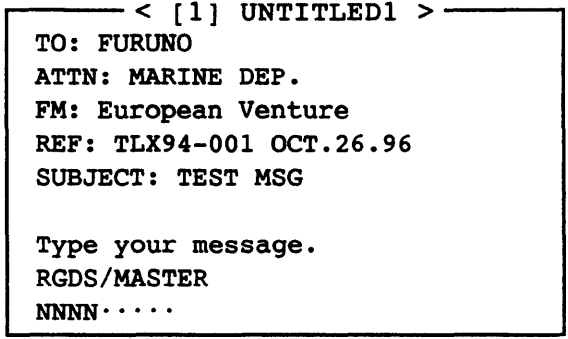 < [1] UNTITLED1 >
TO: FURUNO
ATTN: MARINE DEP.
FM: European Venture
REF: TLX94-001 OCT.26.96
SUBJECT: TEST MSG
Type your message.
RGDS/MASTER
NNNN·····